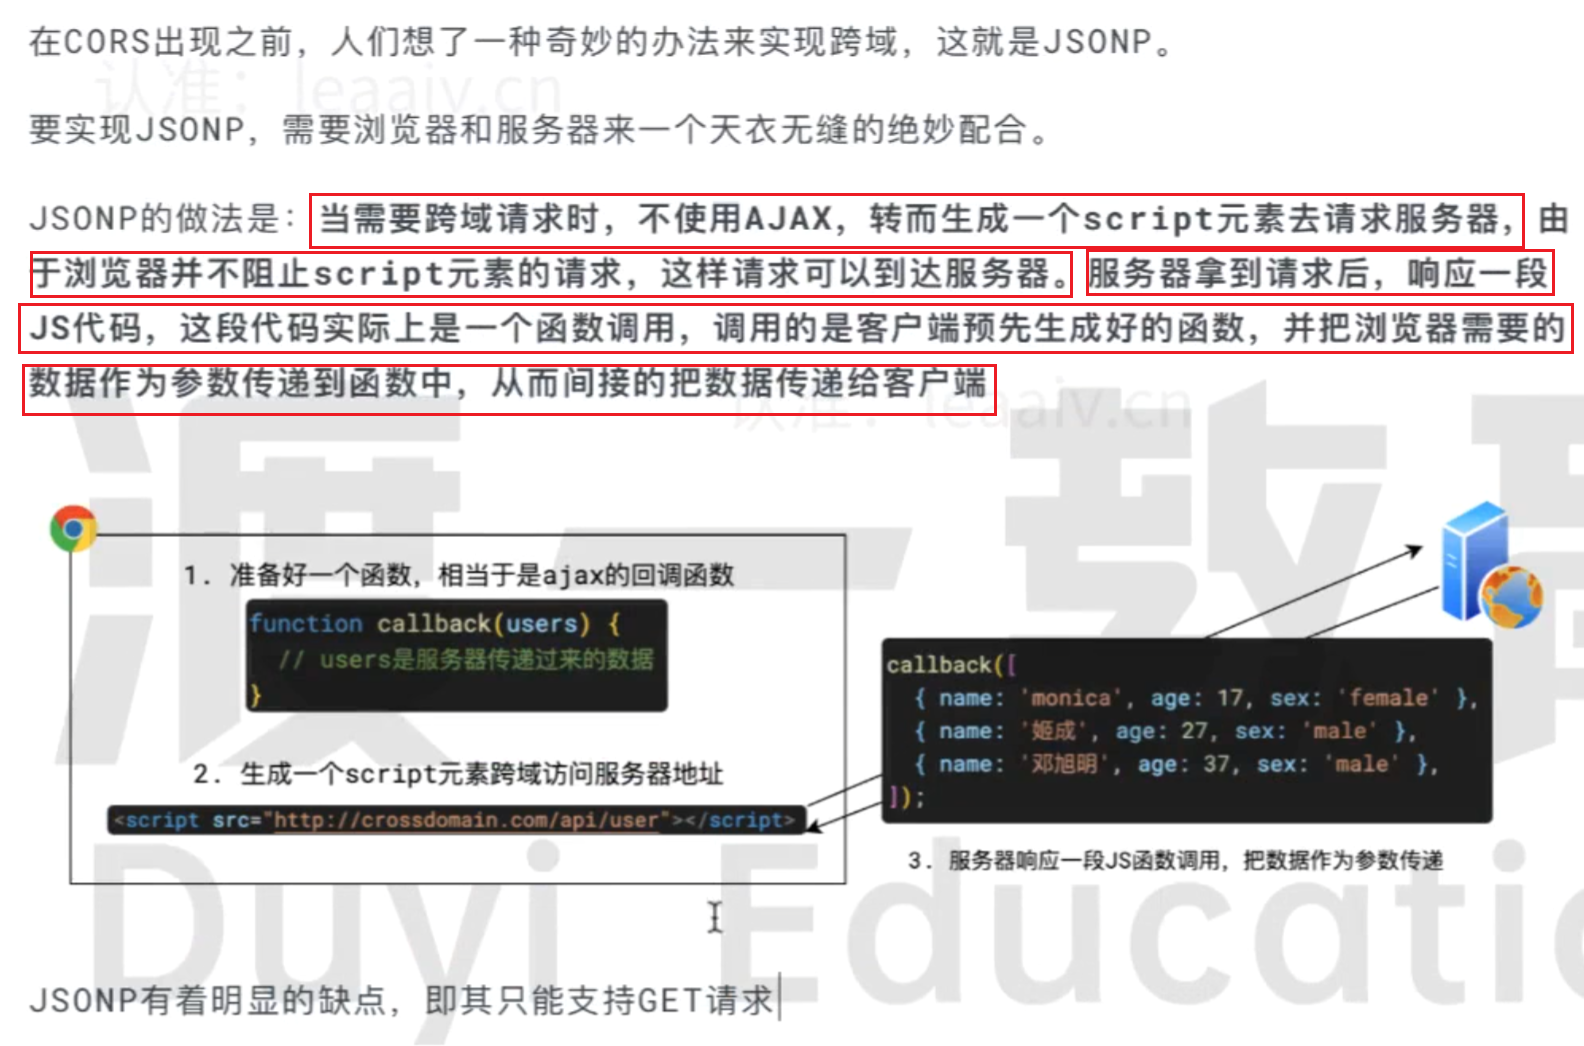 在CORS出现之前，人们想了一种奇妙的办法来实现跨域，这就是JSONP。
认准：leaaiv.cn
要实现JSONP，需要浏览器和服务器来一个天衣无缝的绝妙配合。
JSONP的做法是：当需要跨域请求时，不使用AJAX，转而生成一个script元素去请求服务器，由
于浏览器并不阻止script元素的请求，这样请求可以到达服务器。服务器拿到请求后，响应一段
JS代码，这段代码实际上是一个函数调用，调用的是客户端预先生成好的函数，并把浏览器需要的
数据作为参数传递到函数中，从而间接的把数据传递给客户端
认准：leaaiv.cn
渡一教
1. 准备好一个函数，相当于是ajax的回调函数
function callback(users) {
// users是服务器传递过来的数据
}
2. 生成一个script元素跨域访问服务器地址
<script src="http://crossdomain.com/api/user"></script>
callback([
{ name: 'monica', age: 17, sex: 'female' },
{ name: '姬成', age: 27, sex: 'male' },
{ name: '邓旭明', age: 37, sex: 'male' },
]);
3. 服务器响应一段JS函数调用，把数据作为参数传递
Duyi Educati
JSONP有着明显的缺点，即其只能支持GET请求